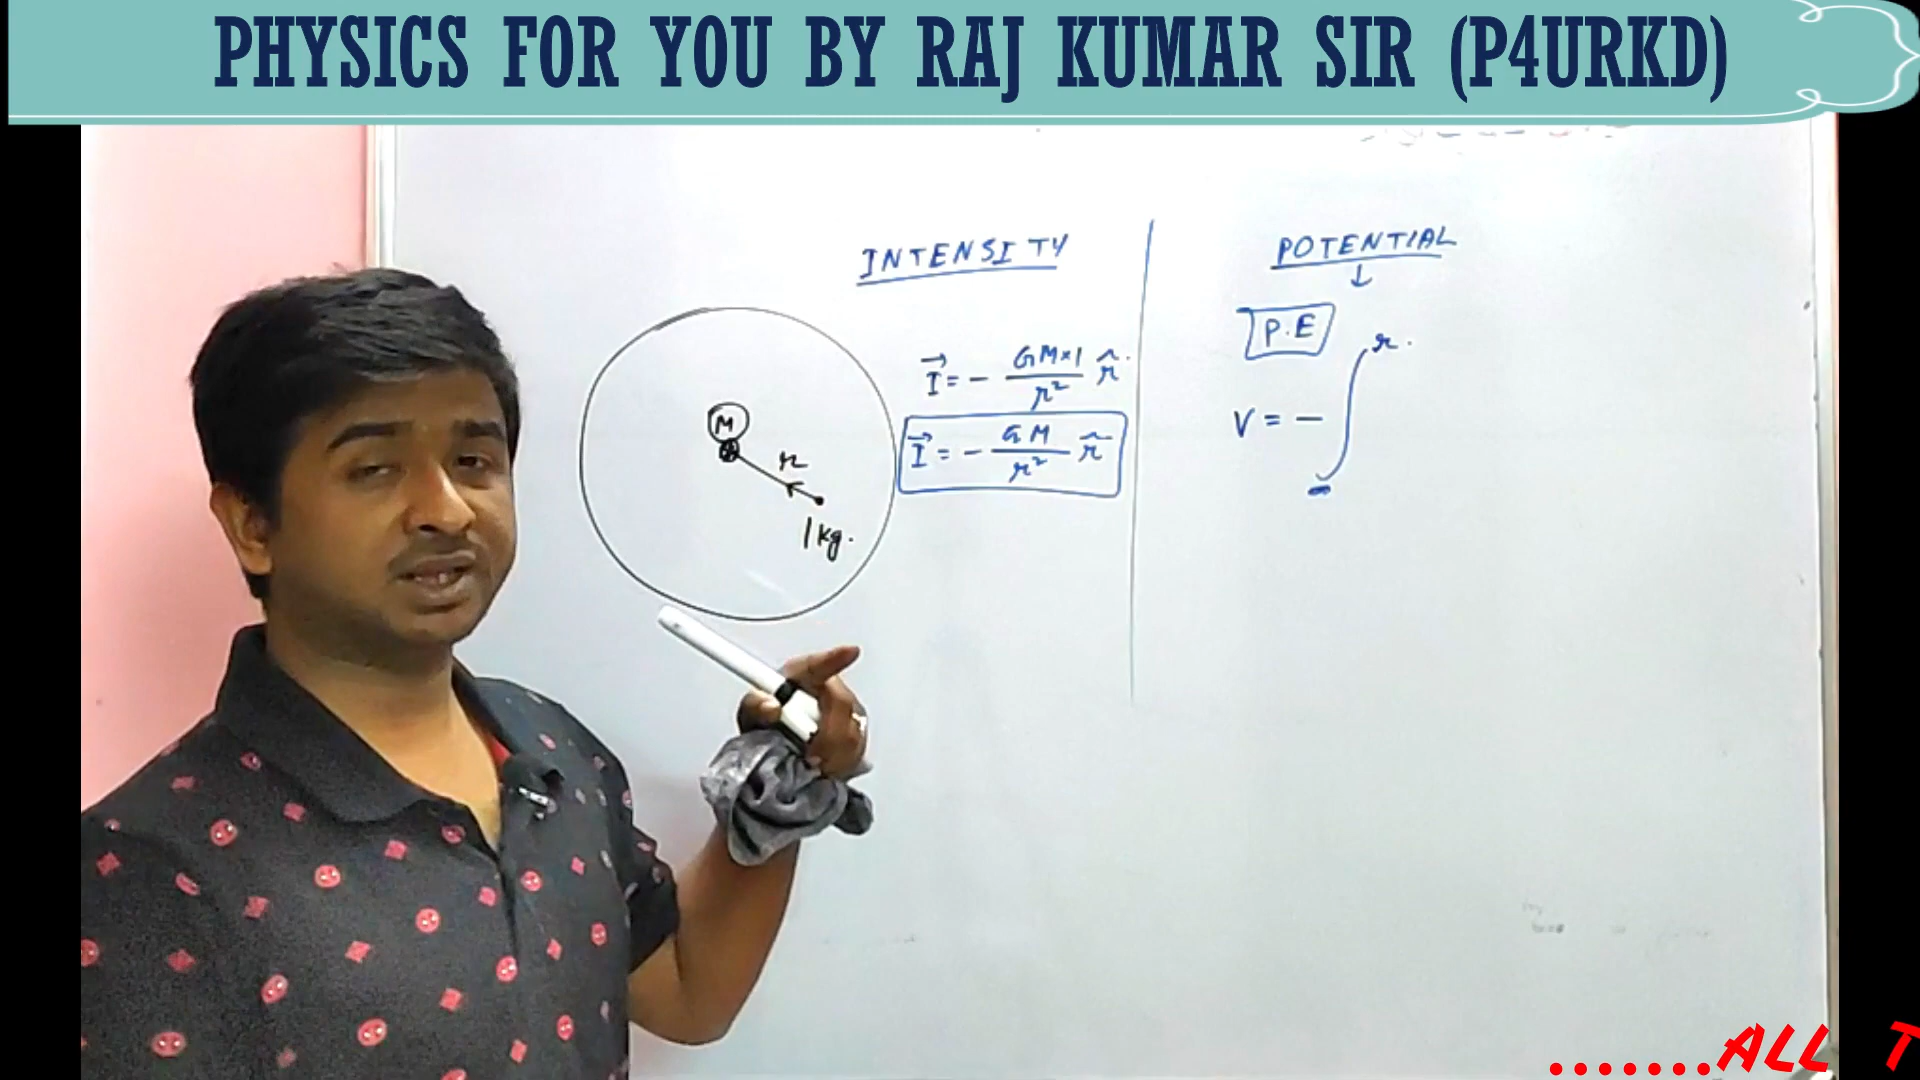 PHYSICS FOR YOU BY RAJ KUMAR SIR (P4URKD)
INTENSITY
POTENTIAL
↓
P.E
I⃗ = - GM×1/r² r̂.
I⃗ = - GM/r² r̂
V = - ∫ r.
M
r
1kg.
.......ALL T